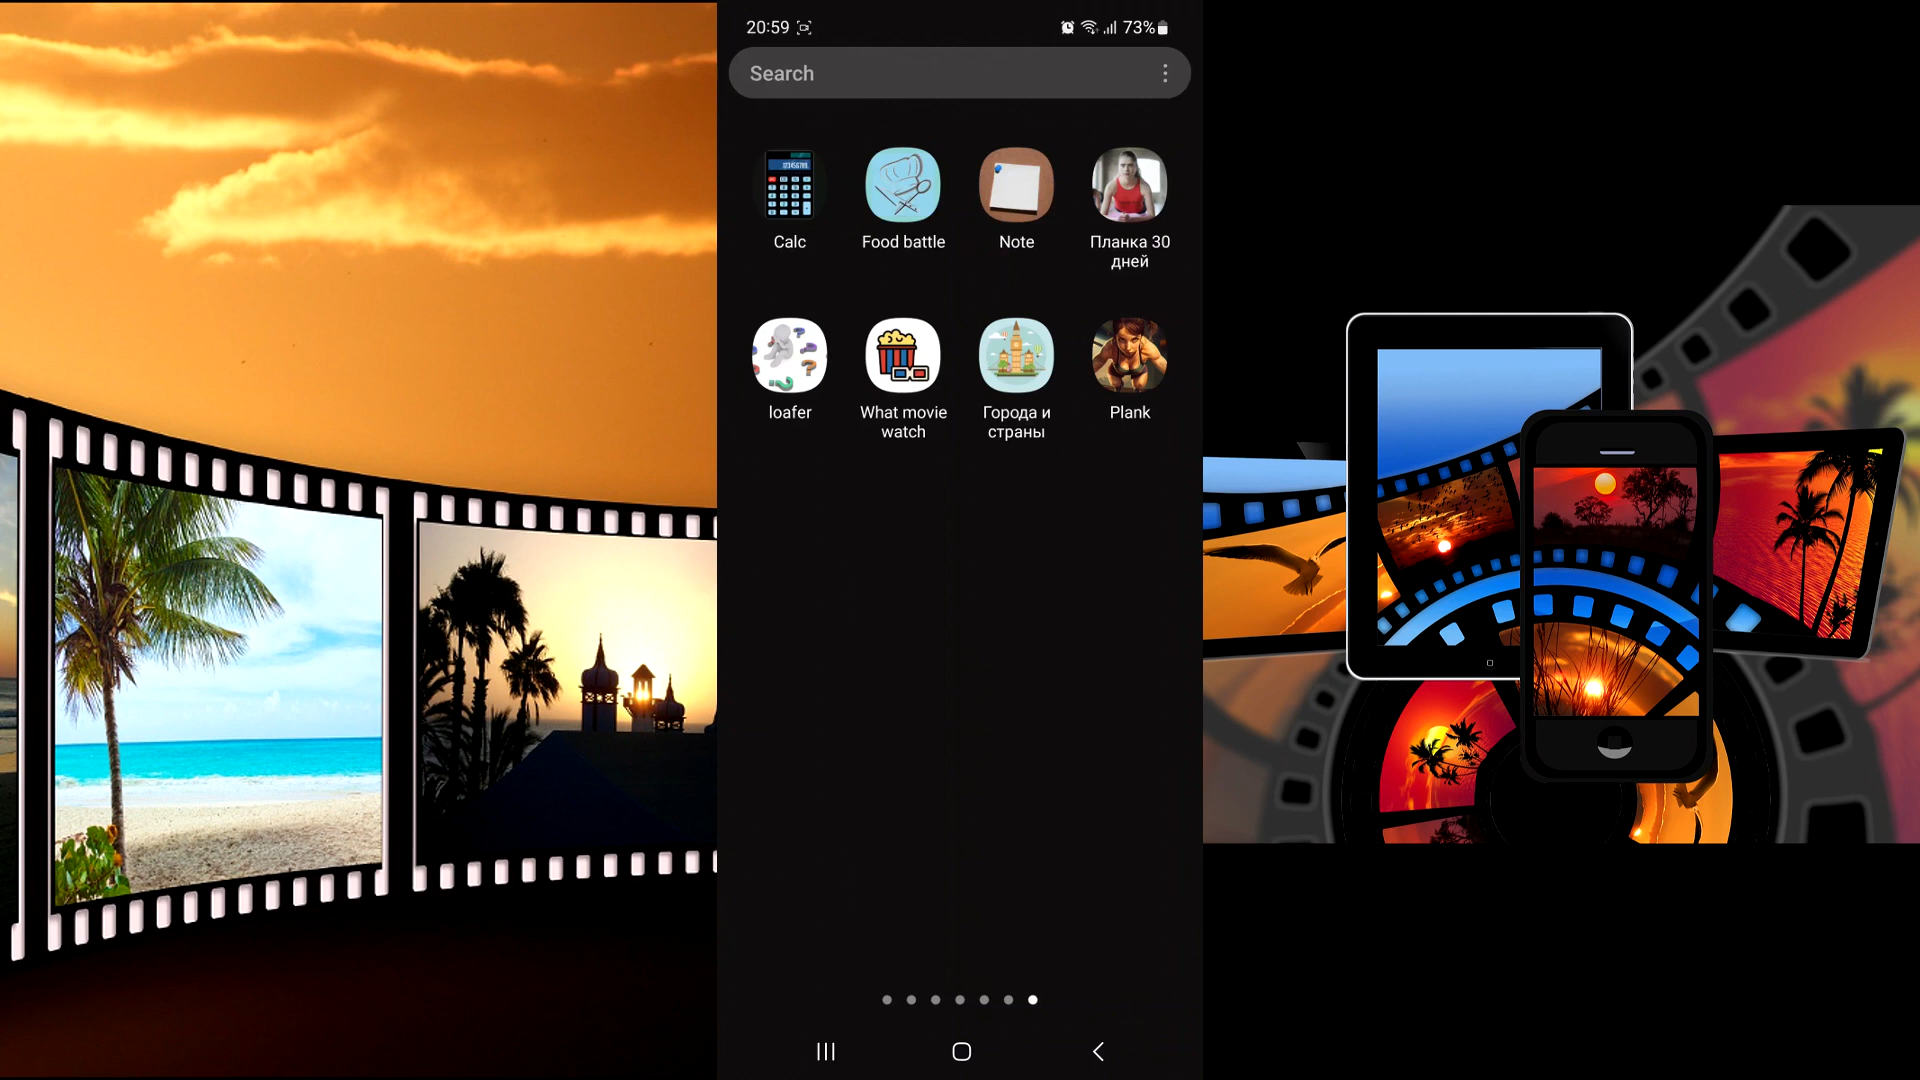 20:59
73%
Search
Calc
Food battle
Note
Планка 30
дней
loafer
What movie
watch
Города и
страны
Plank